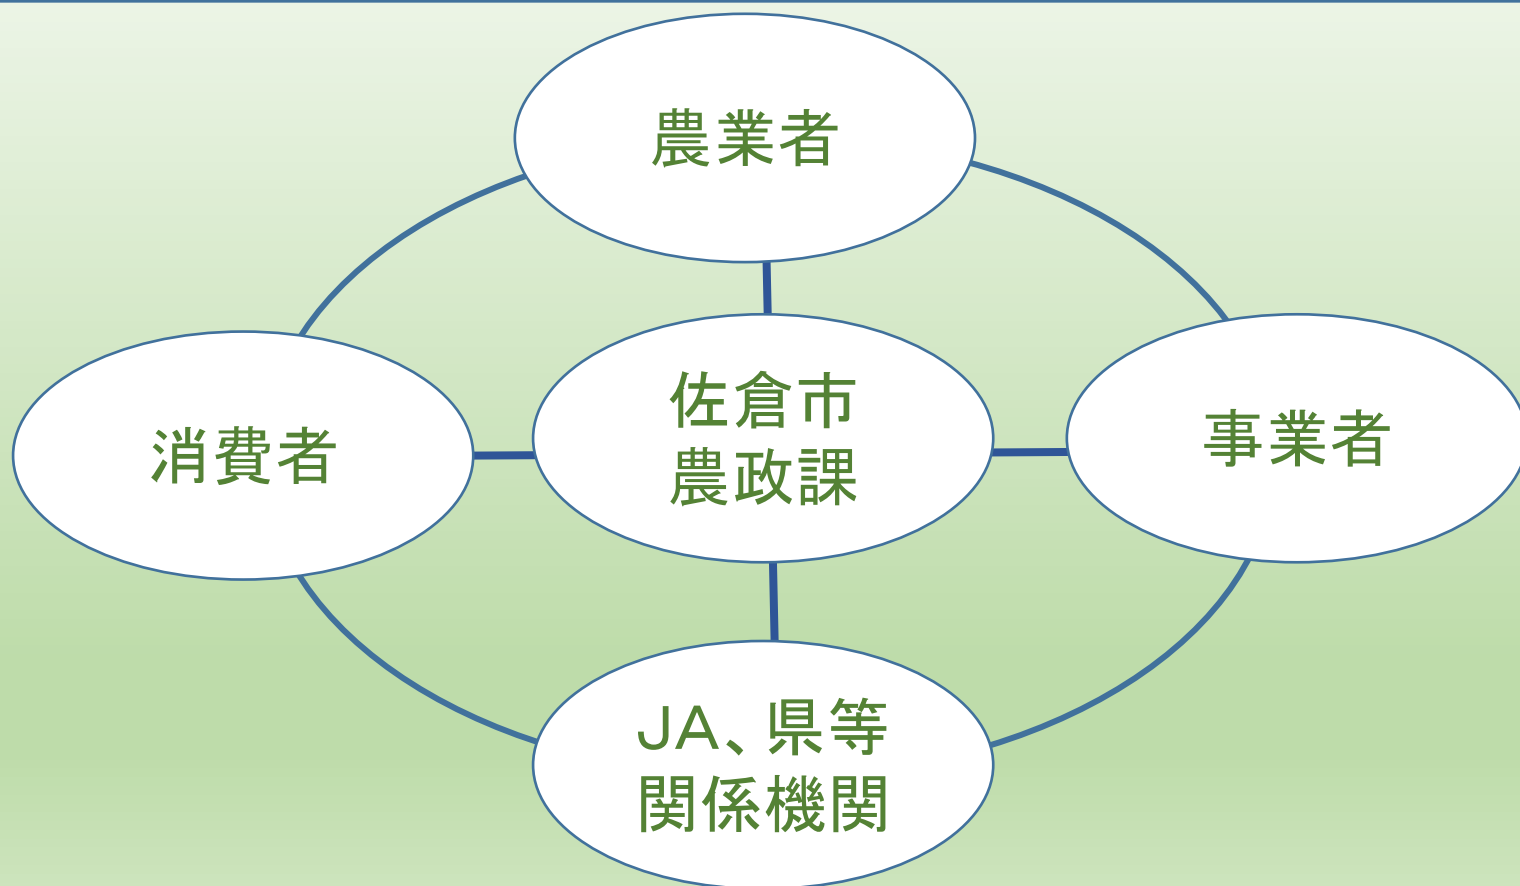 農業者
消費者
佐倉市
農政課
事業者
JA、県等
関係機関